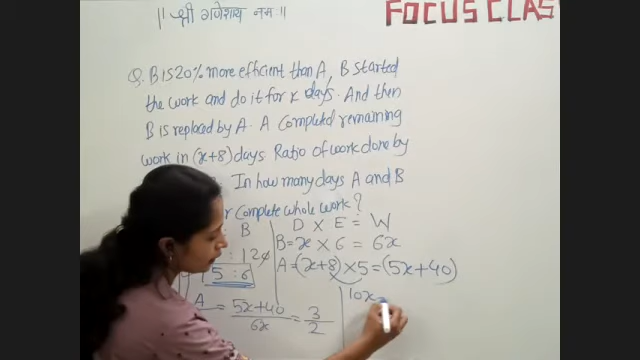 || श्री गणेशाय नमः ||
FOCUS CLAS
Q. B is 20% more efficient than A, B started
the work and do it for x days. And then
B is replaced by A. A completed remaining
work in (x+8) days. Ratio of work done by
In how many days A and B
complete whole work?
B
D X E = W
: 120
B = x × 6 = 6x
5 : 6
A = (x+8) × 5 = (5x+40)
A
5x+40 / 6x = 3 / 2
10x